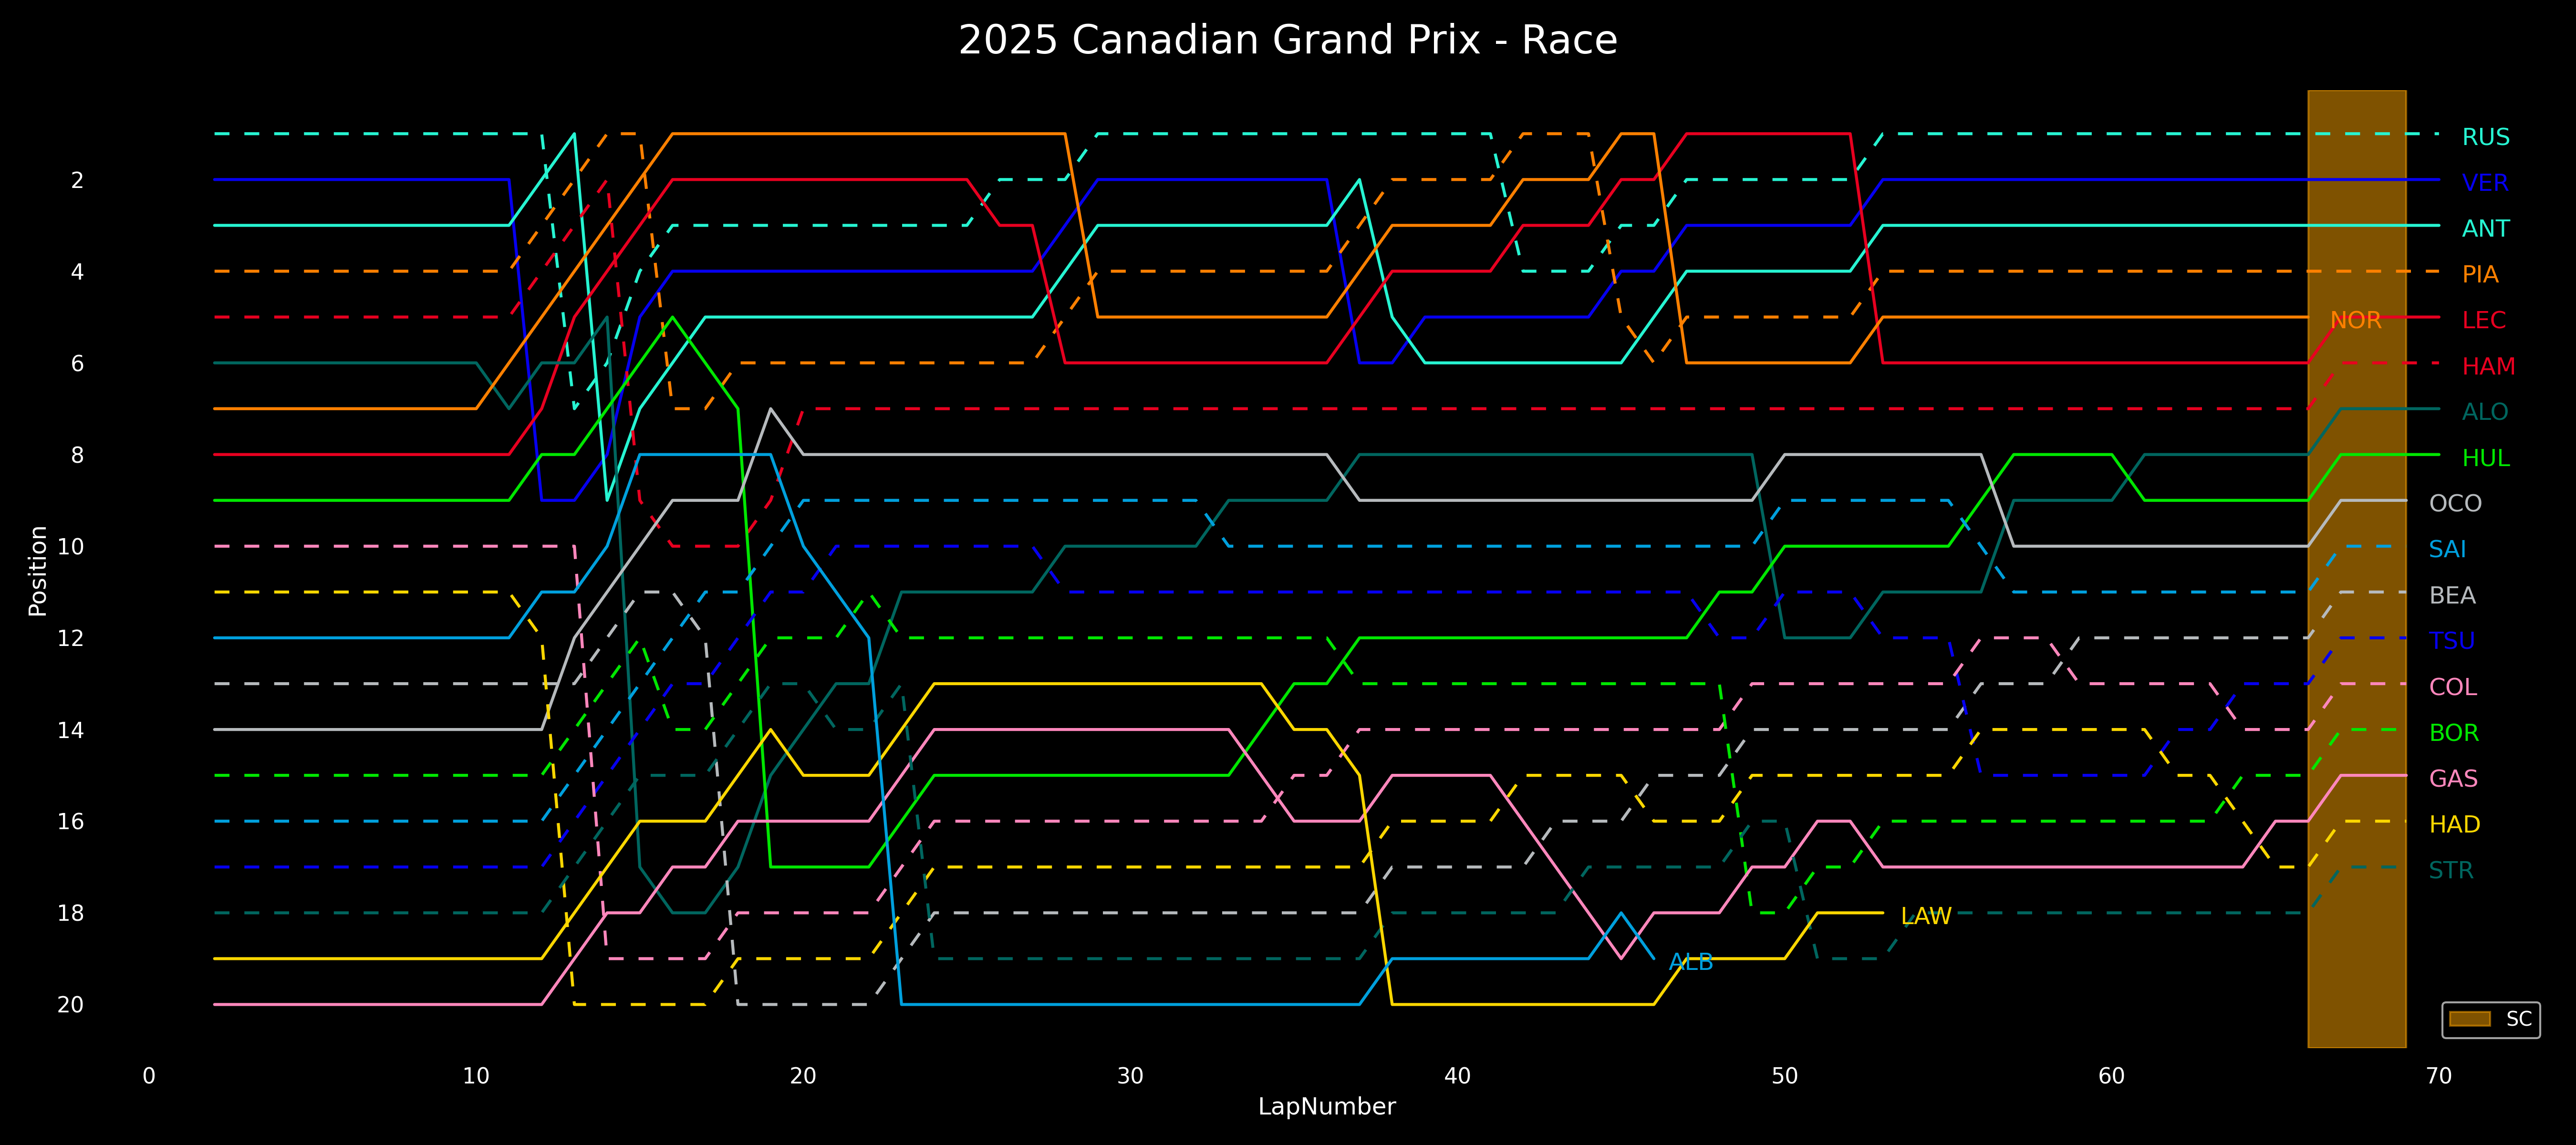 2025 Canadian Grand Prix - Race
Position
2
4
6
8
10
12
14
16
18
20
RUS
VER
ANT
PIA
NOR
LEC
HAM
ALO
HUL
OCO
SAI
BEA
TSU
COL
BOR
GAS
HAD
STR
LAW
ALB
SC
0 10 20 30 40 50 60 70
LapNumber